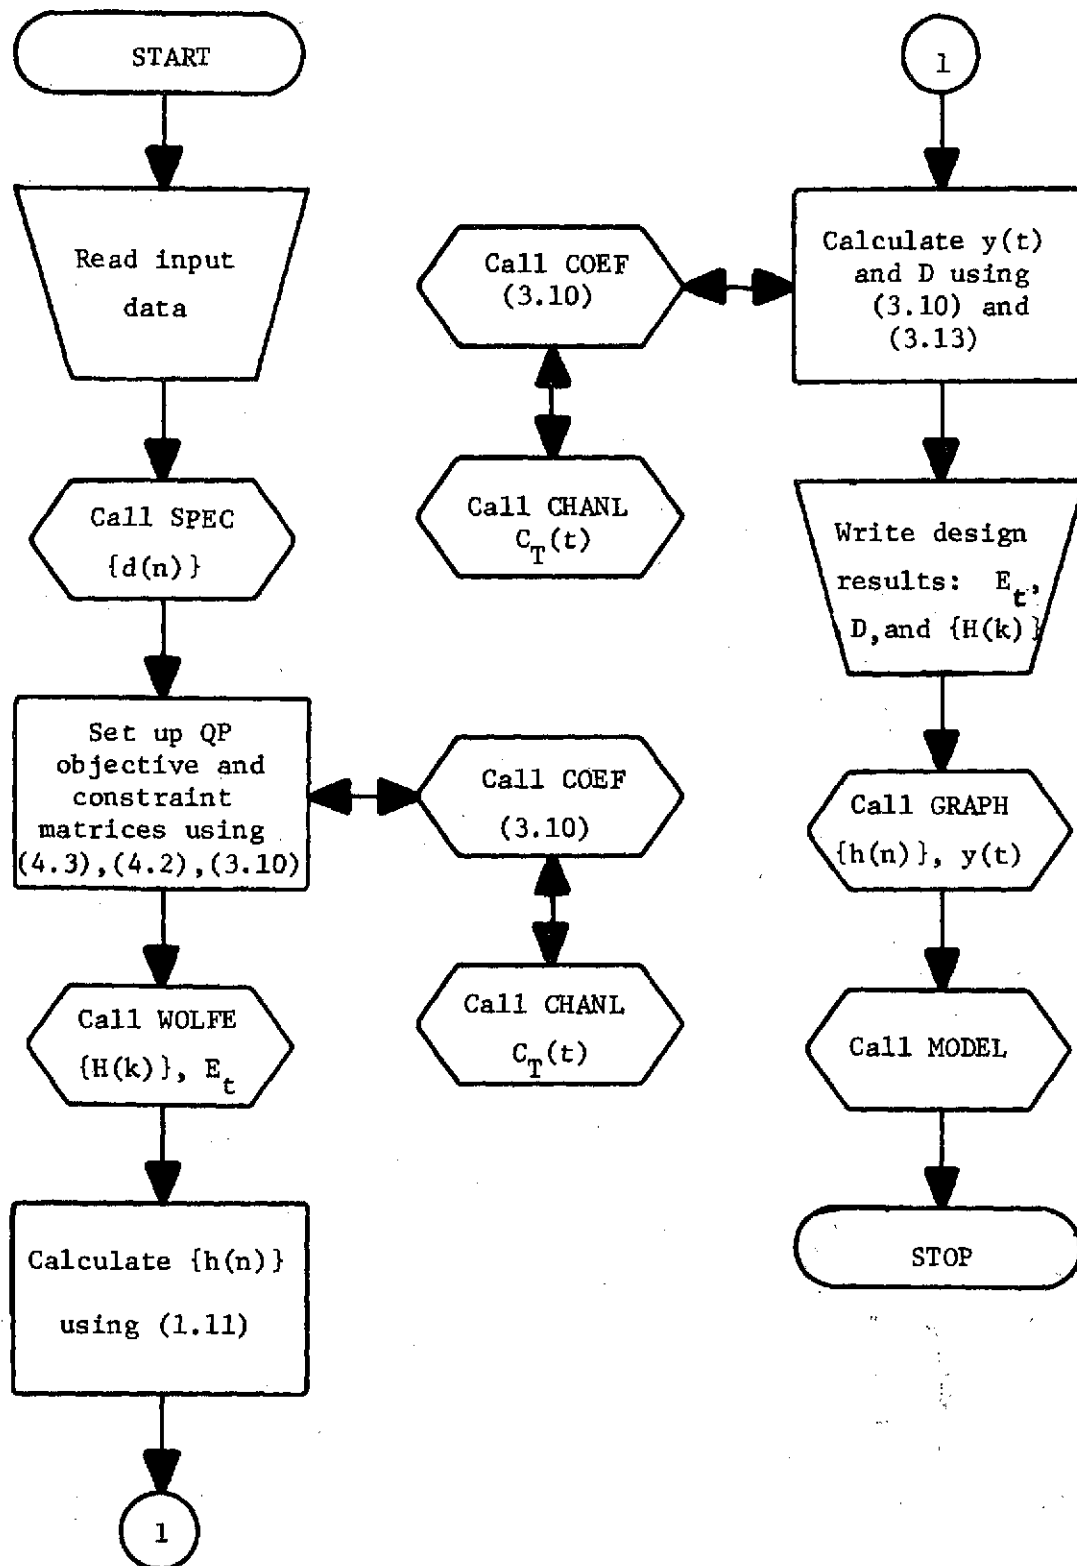 START
Read input
data
Call SPEC
{d(n)}
Set up QP
objective and
constraint
matrices using
(4.3),(4.2),(3.10)
Call COEF
(3.10)
Call CHANL
C_T(t)
Call WOLFE
{H(k)}, E_t
Calculate {h(n)}
using (1.11)
1
1
Calculate y(t)
and D using
(3.10) and
(3.13)
Call COEF
(3.10)
Call CHANL
C_T(t)
Write design
results: E_t,
D,and {H(k)}
Call GRAPH
{h(n)}, y(t)
Call MODEL
STOP